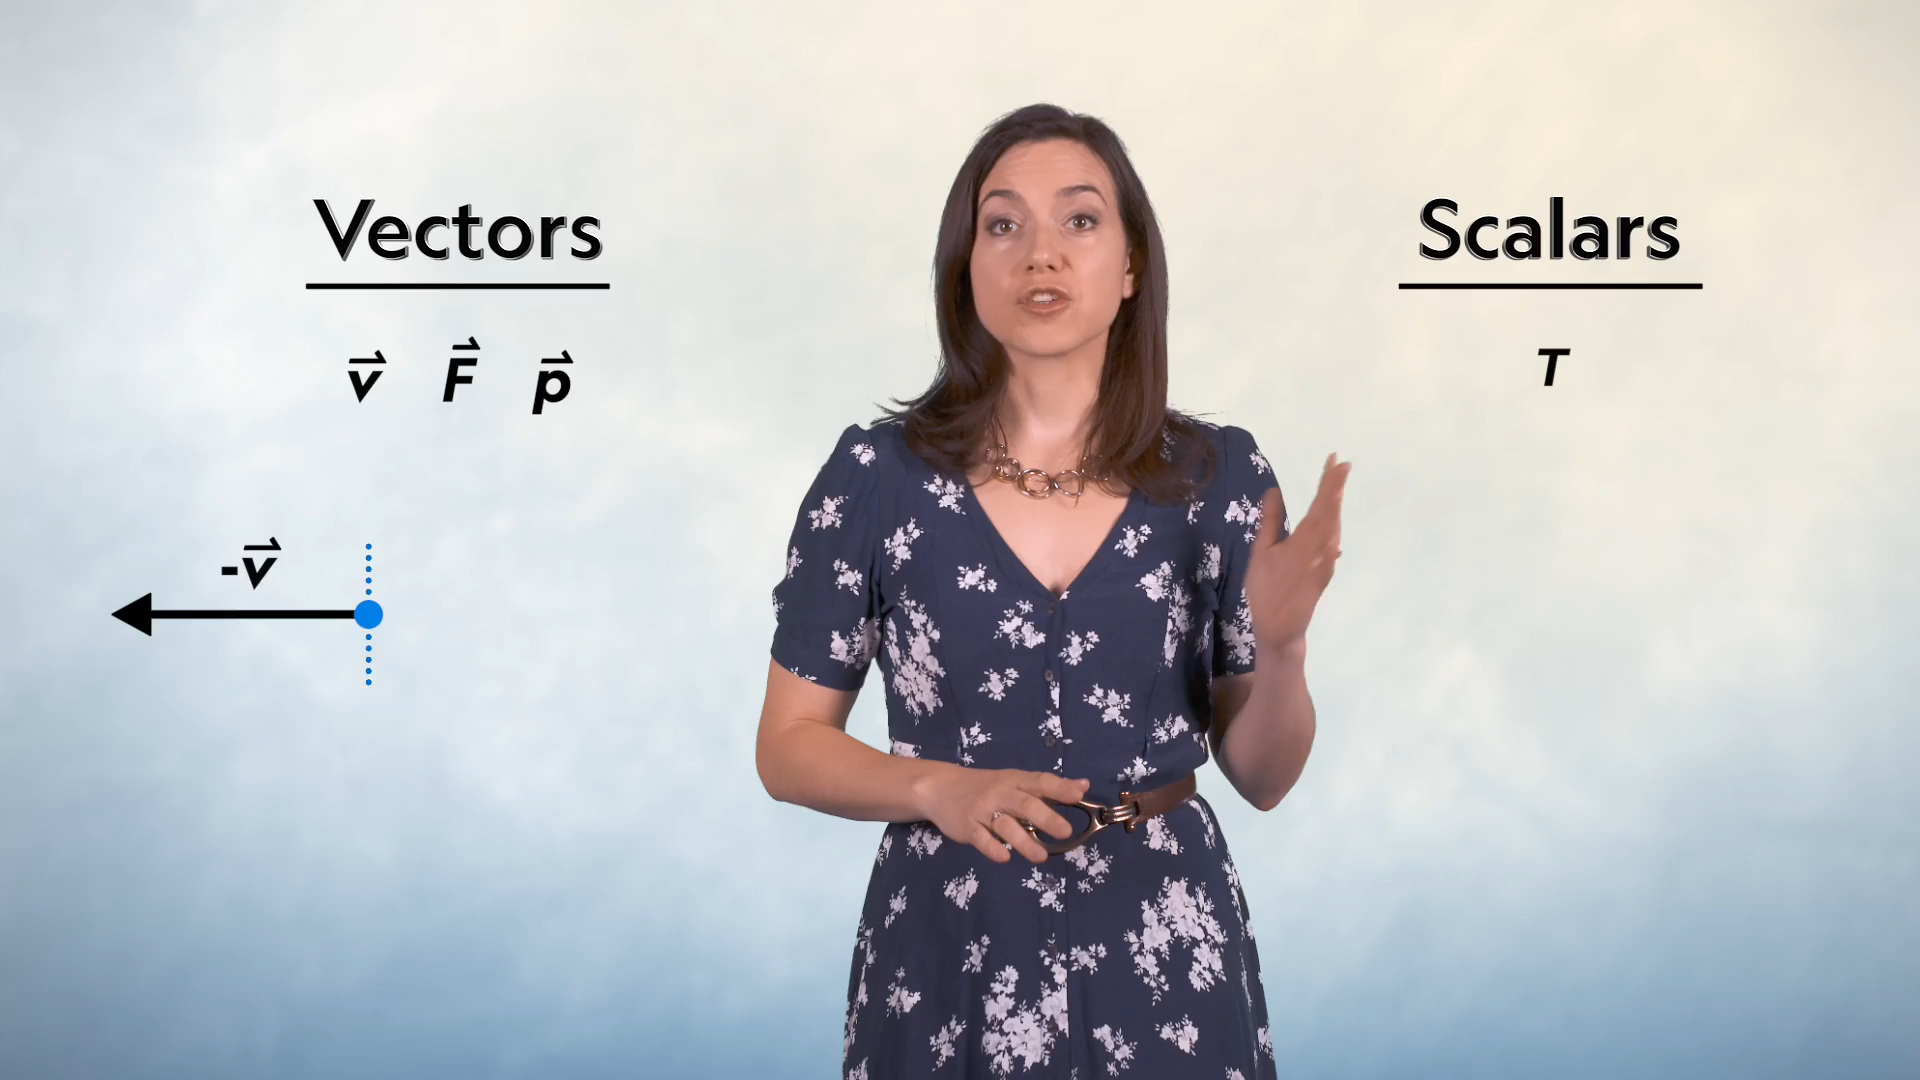 Vectors
Scalars
v⃗ F⃗ p⃗
T
-v⃗